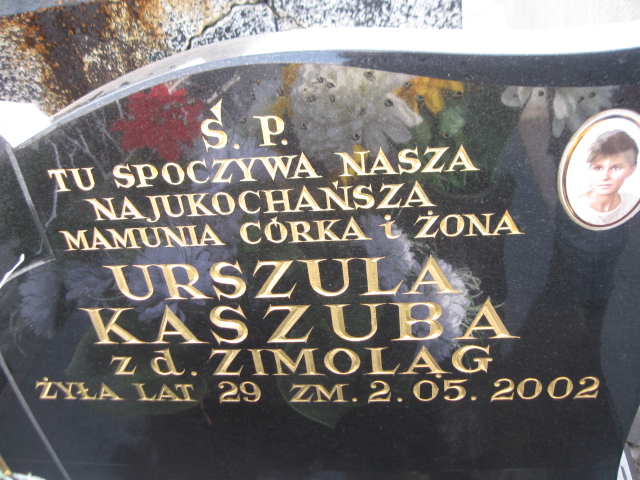 Ś. P.
TU SPOCZYWA NASZA
NAJUKOCHAŃSZA
MAMUNIA CÓRKA i ŻONA
URSZULA
KASZUBA
z d. ZIMOLĄG
ŻYŁA LAT 29 ZM. 2.05.2002